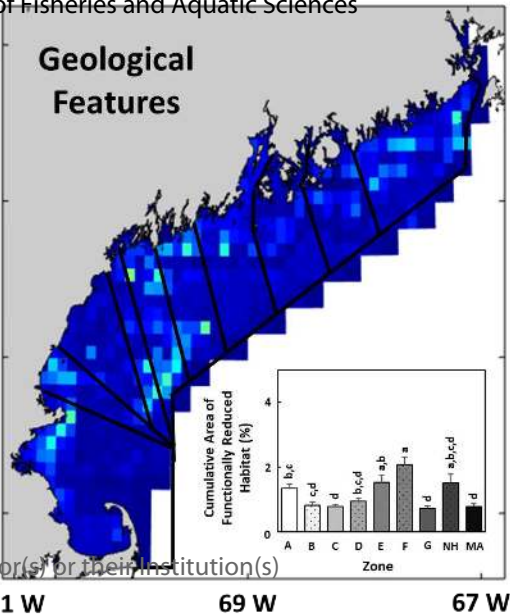 of Fisheries and Aquatic Sciences
Geological
Features
Cumulative Area of
Functionally Reduced
Habitat (%)
4
2
0
b,c
c,d
d
b,c,d
a,b
a
d
a,b,c,d
d
A B C D E F G NH MA
Zone
or(s) or their Institution(s)
1 W 69 W 67 W